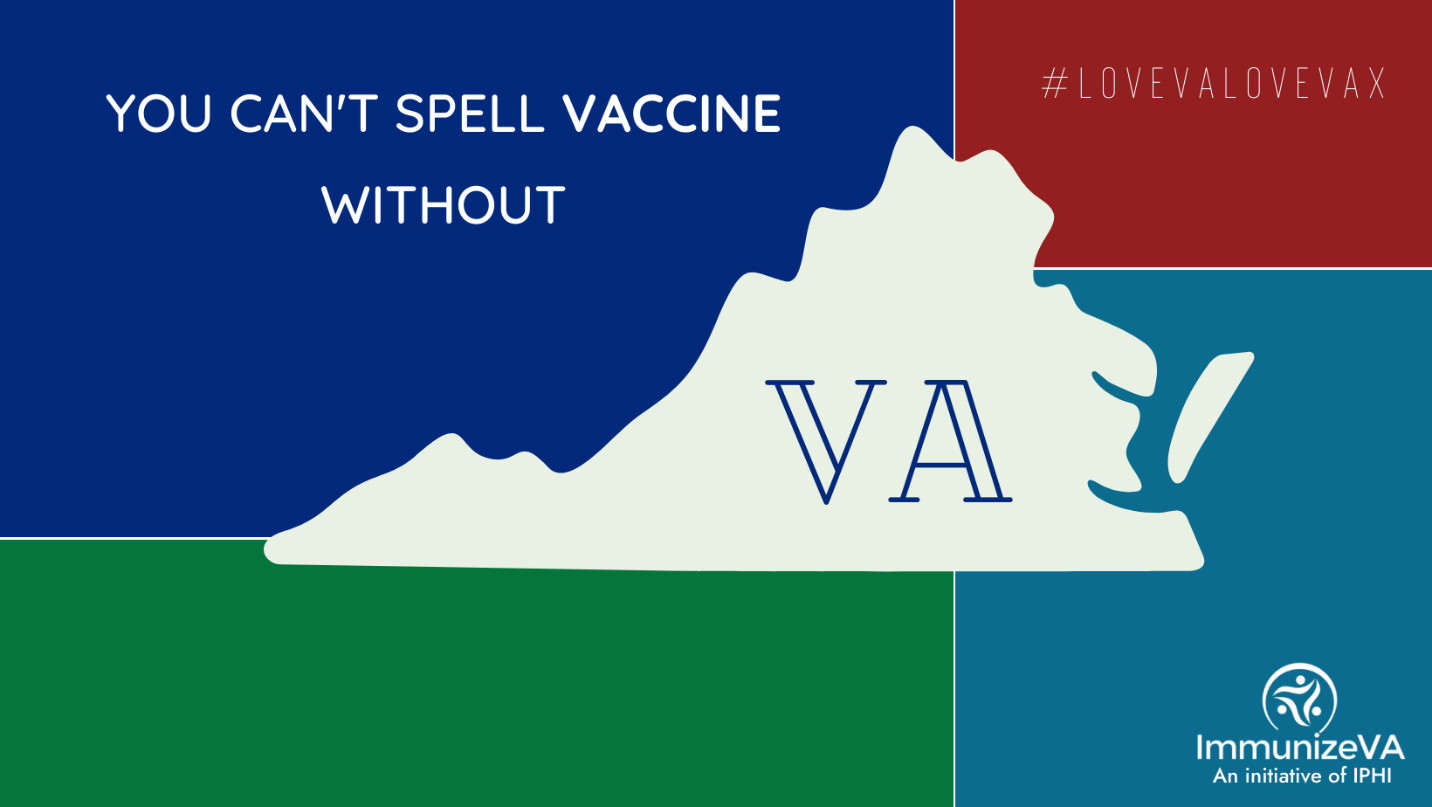 YOU CAN'T SPELL VACCINE
WITHOUT
#LOVEVALOVEVAX
VA
ImmunizeVA
An initiative of IPHI